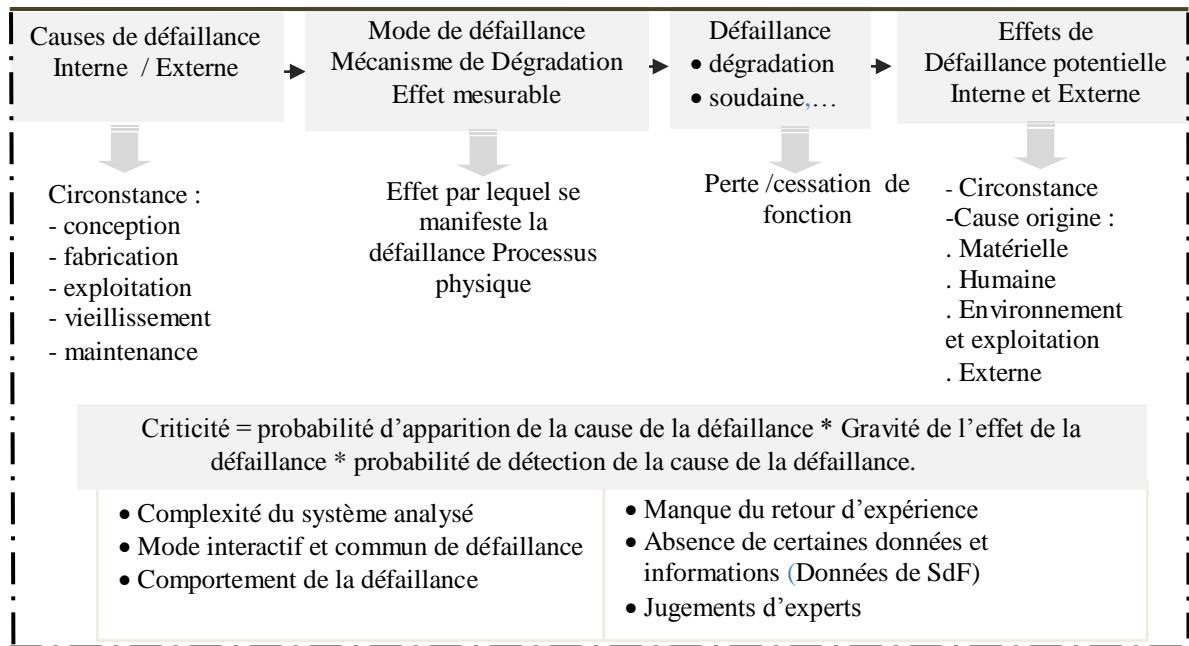 Causes de défaillance
Interne / Externe
Mode de défaillance
Mécanisme de Dégradation
Effet mesurable
Défaillance
• dégradation
• soudaine,…
Effets de
Défaillance potentielle
Interne et Externe
Circonstance :
- conception
- fabrication
- exploitation
- vieillissement
- maintenance
Effet par lequel se
manifeste la
défaillance Processus
physique
Perte /cessation de
fonction
- Circonstance
-Cause origine :
. Matérielle
. Humaine
. Environnement
et exploitation
. Externe
Criticité = probabilité d’apparition de la cause de la défaillance * Gravité de l’effet de la
défaillance * probabilité de détection de la cause de la défaillance.
• Complexité du système analysé
• Mode interactif et commun de défaillance
• Comportement de la défaillance
• Manque du retour d’expérience
• Absence de certaines données et
informations (Données de SdF)
• Jugements d’experts